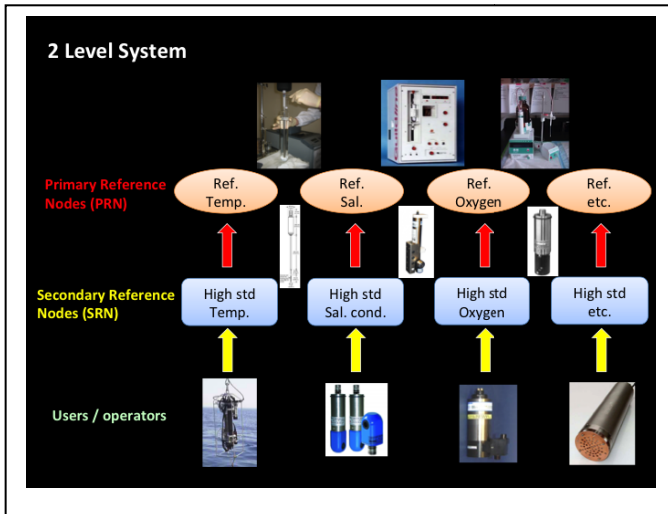 2 Level System
Primary Reference
Nodes (PRN)
Ref.
Temp.
Ref.
Sal.
Ref.
Oxygen
Ref.
etc.
Secondary Reference
Nodes (SRN)
High std
Temp.
High std
Sal. cond.
High std
Oxygen
High std
etc.
Users / operators